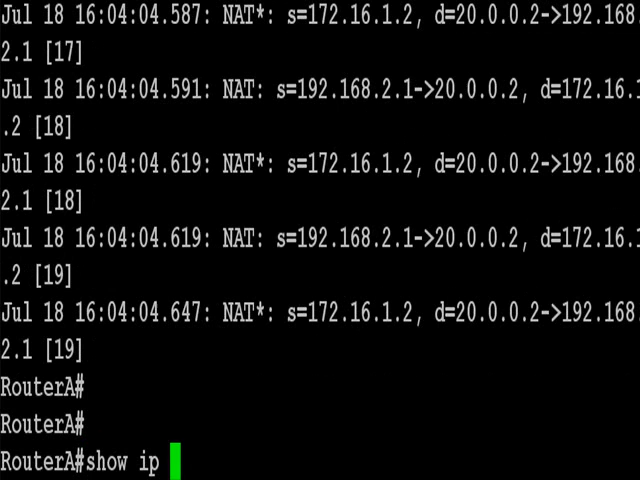 Jul 18 16:04:04.587: NAT*: s=172.16.1.2, d=20.0.0.2->192.168.
2.1 [17]
Jul 18 16:04:04.591: NAT: s=192.168.2.1->20.0.0.2, d=172.16.1
.2 [18]
Jul 18 16:04:04.619: NAT*: s=172.16.1.2, d=20.0.0.2->192.168.
2.1 [18]
Jul 18 16:04:04.619: NAT: s=192.168.2.1->20.0.0.2, d=172.16.1
.2 [19]
Jul 18 16:04:04.647: NAT*: s=172.16.1.2, d=20.0.0.2->192.168.
2.1 [19]
RouterA#
RouterA#
RouterA#show ip